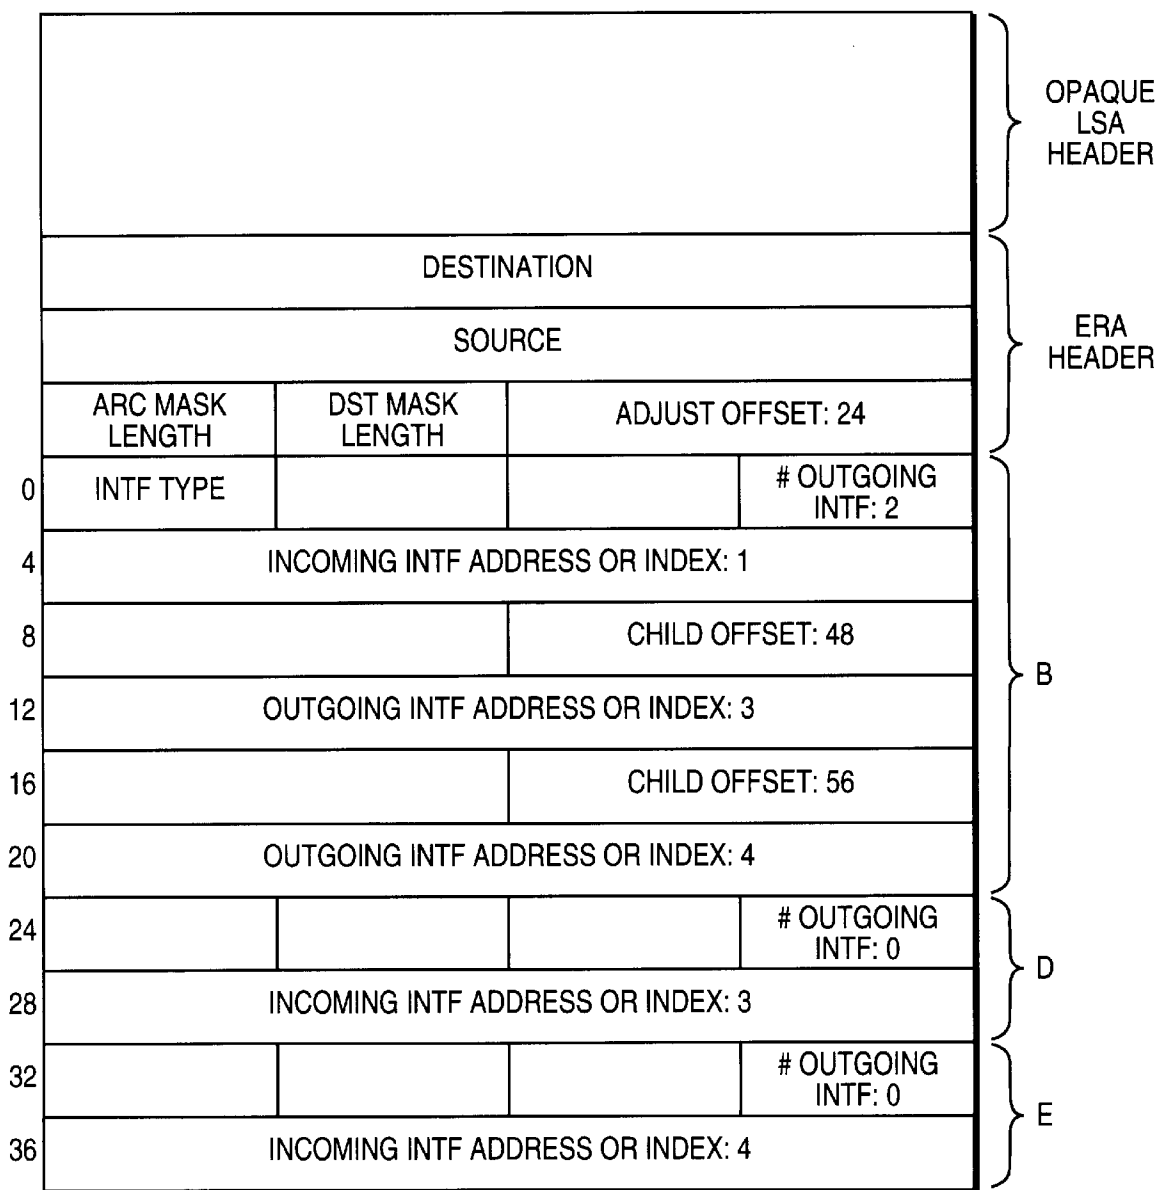 OPAQUE
LSA
HEADER
DESTINATION
SOURCE
ERA
HEADER
ARC MASK
LENGTH
DST MASK
LENGTH
ADJUST OFFSET: 24
0
INTF TYPE
# OUTGOING
INTF: 2
4
INCOMING INTF ADDRESS OR INDEX: 1
8
CHILD OFFSET: 48
B
12
OUTGOING INTF ADDRESS OR INDEX: 3
16
CHILD OFFSET: 56
20
OUTGOING INTF ADDRESS OR INDEX: 4
24
# OUTGOING
INTF: 0
D
28
INCOMING INTF ADDRESS OR INDEX: 3
32
# OUTGOING
INTF: 0
E
36
INCOMING INTF ADDRESS OR INDEX: 4